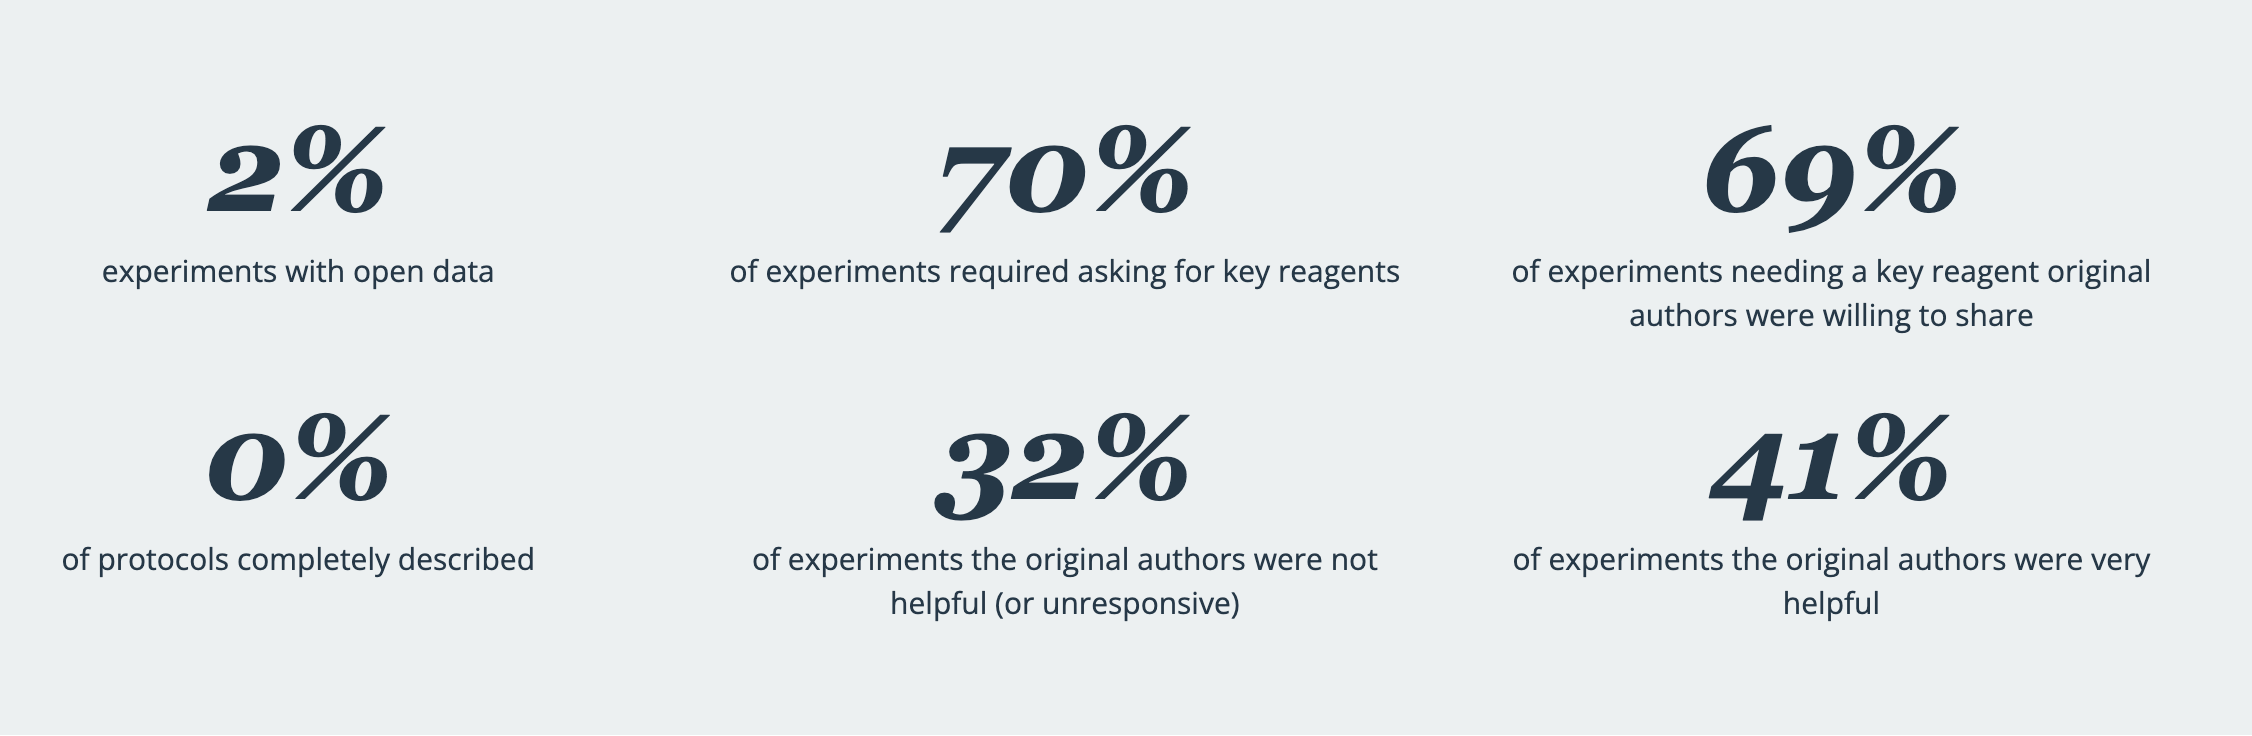 2%
70%
69%
experiments with open data
of experiments required asking for key reagents
of experiments needing a key reagent original
authors were willing to share
0%
32%
41%
of protocols completely described
of experiments the original authors were not
helpful (or unresponsive)
of experiments the original authors were very
helpful